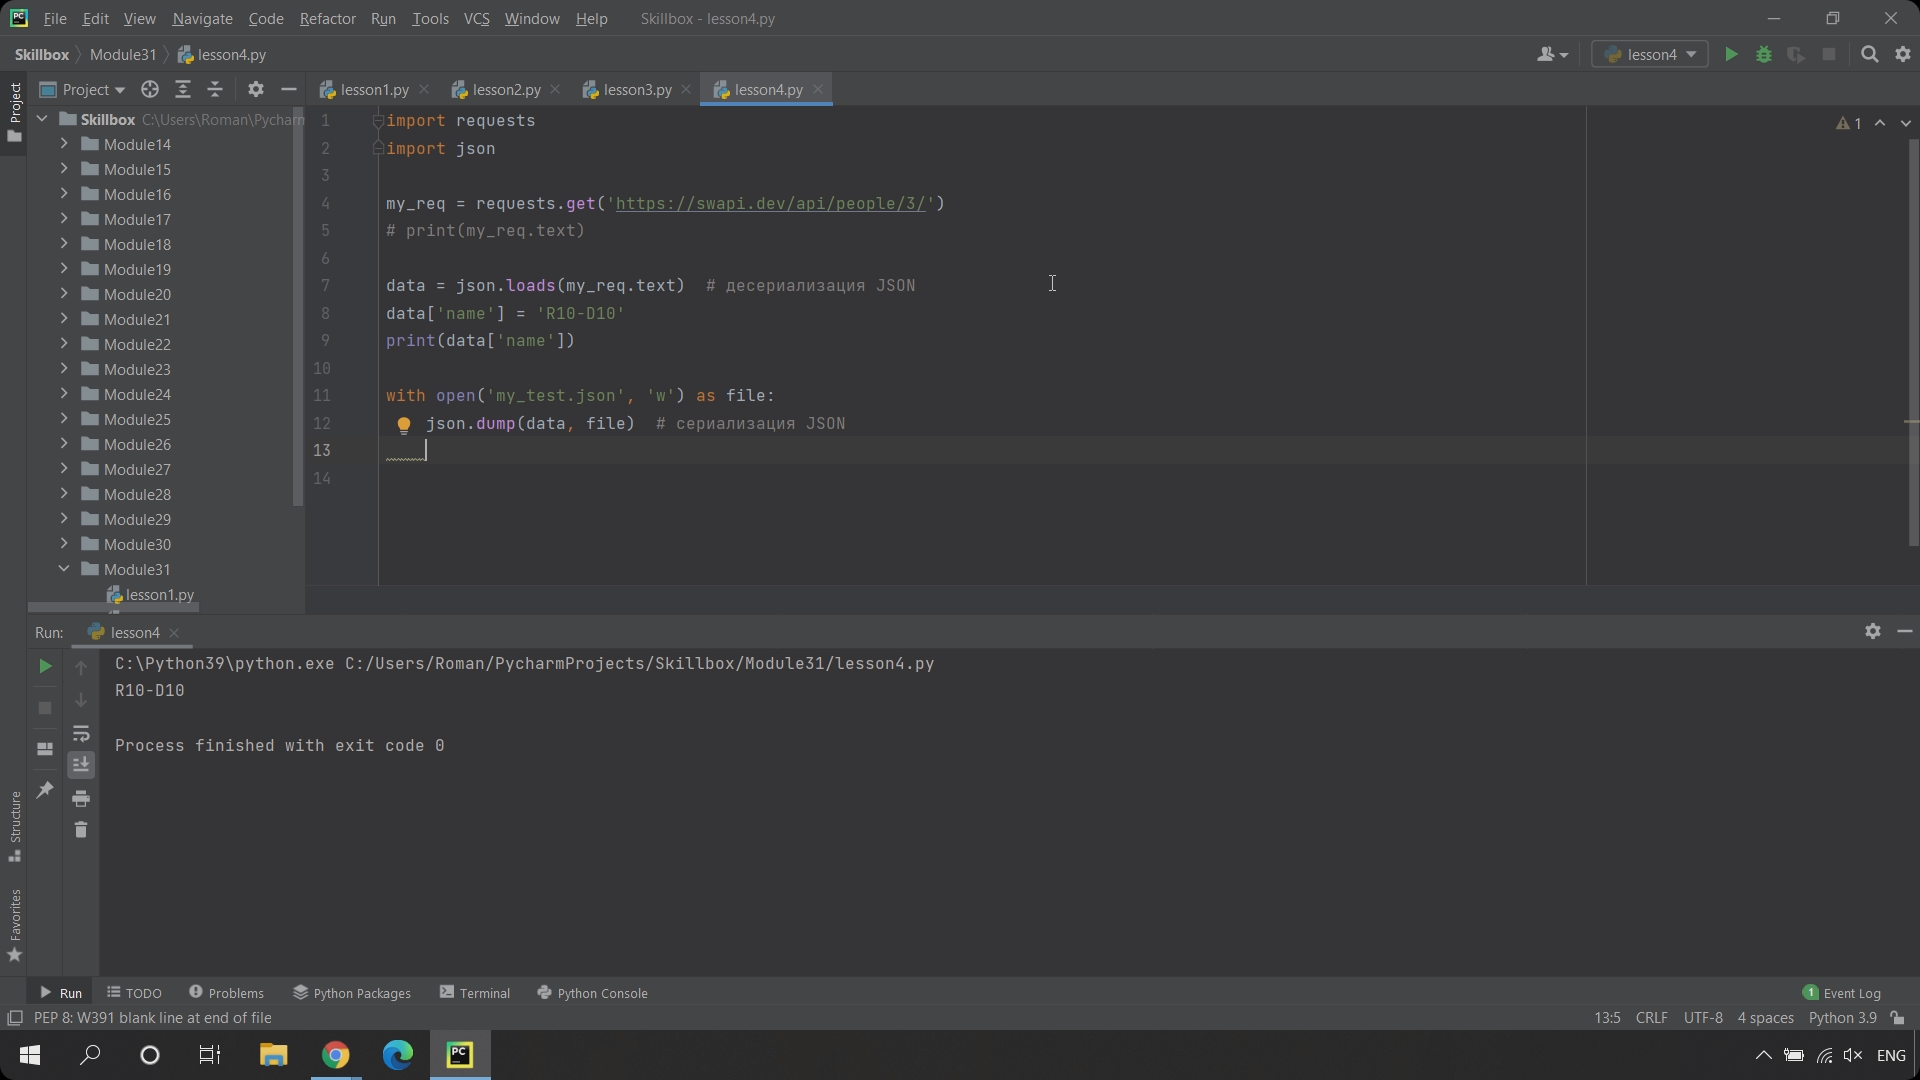 File Edit View Navigate Code Refactor Run Tools VCS Window Help Skillbox - lesson4.py
Skillbox Module31 lesson4.py lesson4
Project lesson1.py lesson2.py lesson3.py lesson4.py
Project
Skillbox C:\Users\Roman\Pycharm
Module14
Module15
Module16
Module17
Module18
Module19
Module20
Module21
Module22
Module23
Module24
Module25
Module26
Module27
Module28
Module29
Module30
Module31
lesson1.py
1 import requests
2 import json
3
4 my_req = requests.get('https://swapi.dev/api/people/3/')
5 # print(my_req.text)
6
7 data = json.loads(my_req.text)  # десериализация JSON
8 data['name'] = 'R10-D10'
9 print(data['name'])
10
11 with open('my_test.json', 'w') as file:
12     json.dump(data, file)  # сериализация JSON
13
14
1
Run: lesson4
C:\Python39\python.exe C:/Users/Roman/PycharmProjects/Skillbox/Module31/lesson4.py
R10-D10
Process finished with exit code 0
Structure
Favorites
Run TODO Problems Python Packages Terminal Python Console 1 Event Log
PEP 8: W391 blank line at end of file 13:5 CRLF UTF-8 4 spaces Python 3.9
PC ENG